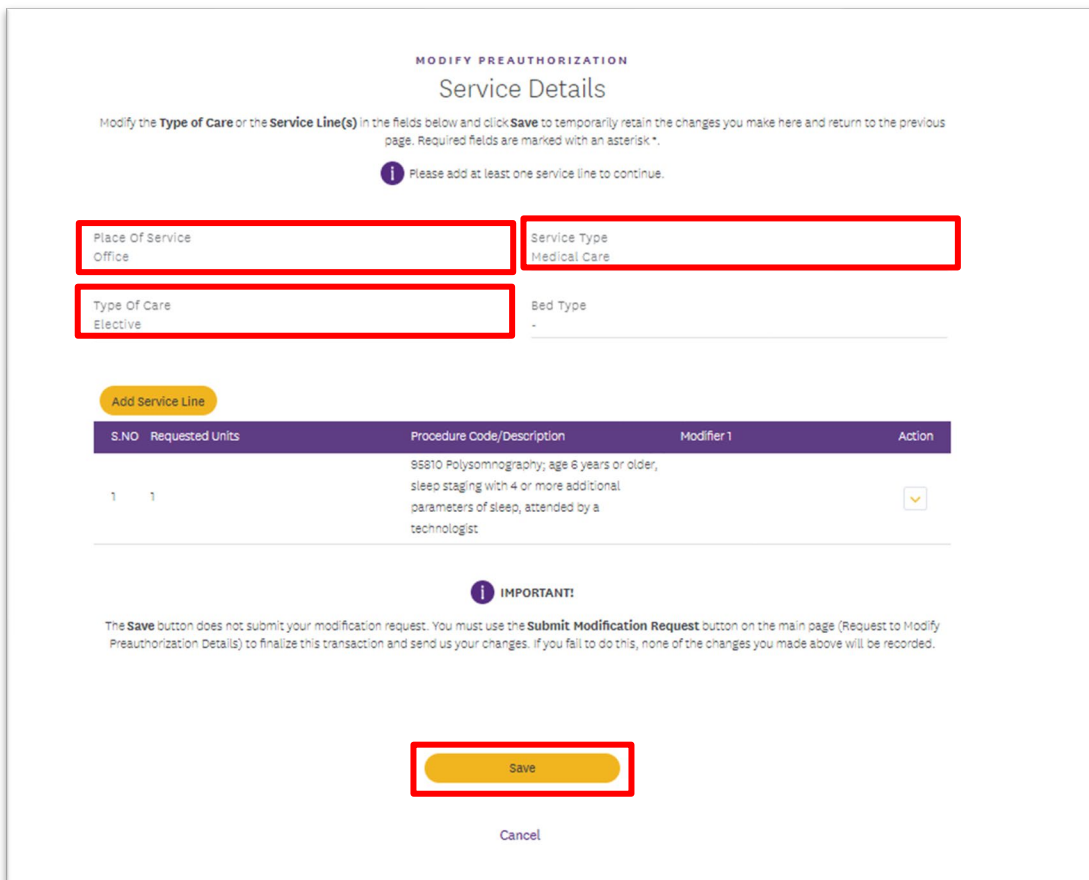 MODIFY PREAUTHORIZATION
Service Details
Modify the Type of Care or the Service Line(s) in the fields below and click Save to temporarily retain the changes you make here and return to the previous
page. Required fields are marked with an asterisk *.
i Please add at least one service line to continue.
Place Of Service
Office
Service Type
Medical Care
Type Of Care
Elective
Bed Type
-
Add Service Line
S.NO Requested Units Procedure Code/Description Modifier 1 Action
1 1 95810 Polysomnography; age 6 years or older,
sleep staging with 4 or more additional
parameters of sleep, attended by a
technologist
i IMPORTANT!
The Save button does not submit your modification request. You must use the Submit Modification Request button on the main page (Request to Modify
Preauthorization Details) to finalize this transaction and send us your changes. If you fail to do this, none of the changes you made above will be recorded.
Save
Cancel